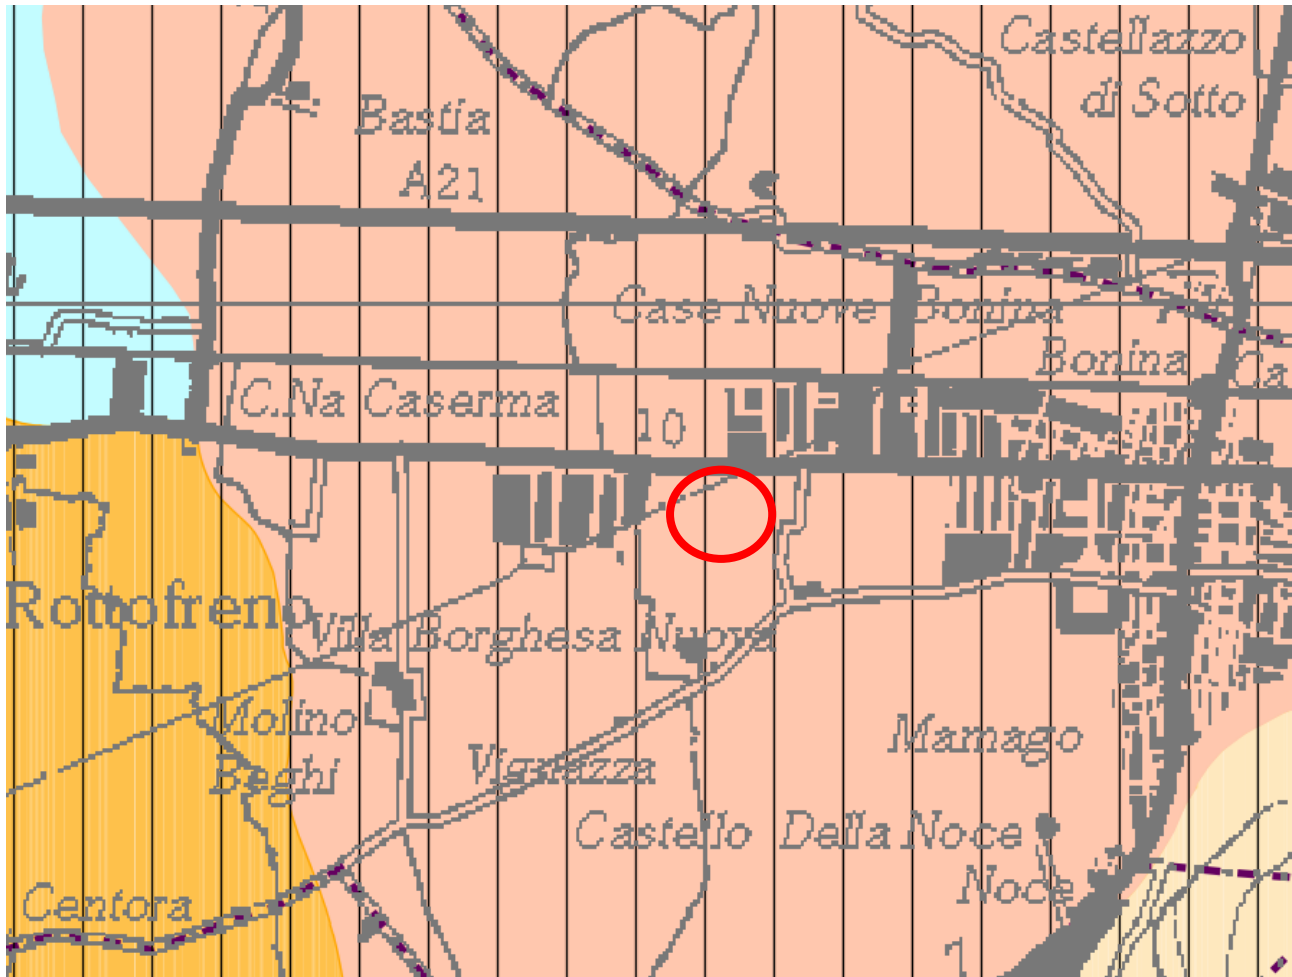 Castellazzo
di Sotto
Bastia
A21
Case Nuove Bonina
Bonina
Ca
C.Na Caserma
10
Rottofreno
Villa Borghesa Nuova
Molino
Beghi
Vignazza
Mamago
Castello Della Noce
Noce
Centora
7